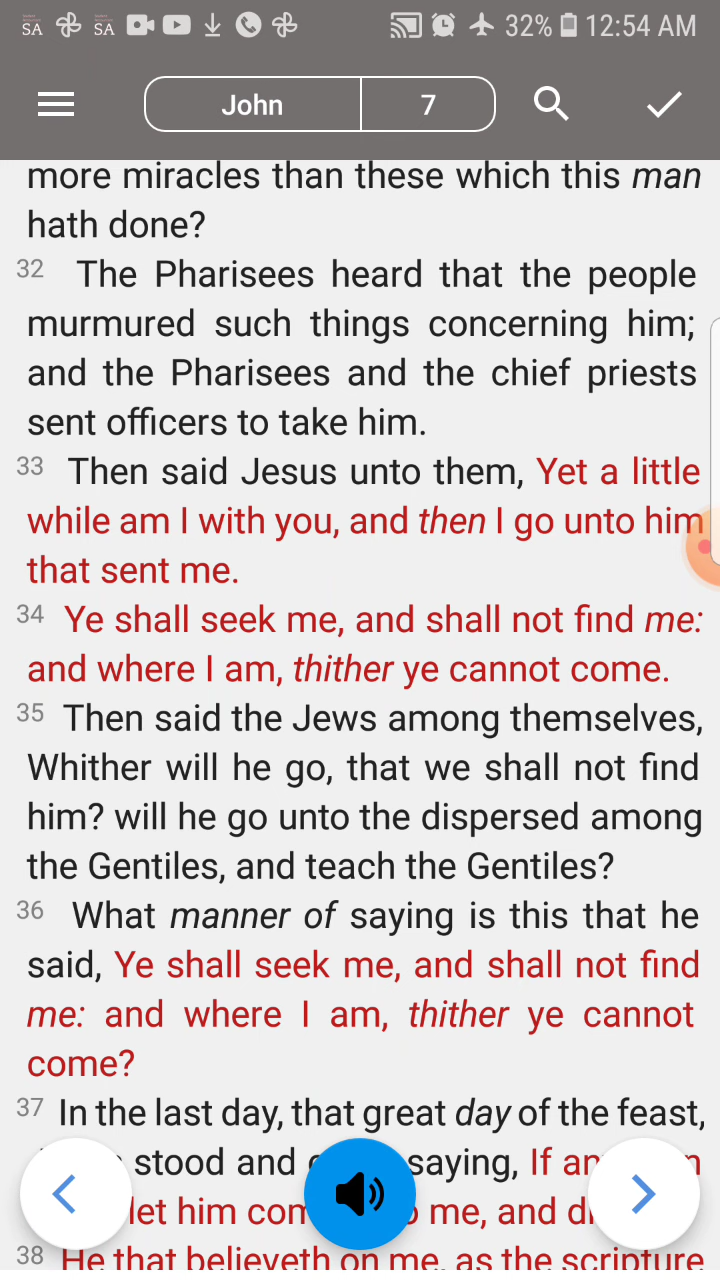 SA SA 32% 12:54 AM
John 7
more miracles than these which this man
hath done?
32 The Pharisees heard that the people
murmured such things concerning him;
and the Pharisees and the chief priests
sent officers to take him.
33 Then said Jesus unto them, Yet a little
while am I with you, and then I go unto him
that sent me.
34 Ye shall seek me, and shall not find me:
and where I am, thither ye cannot come.
35 Then said the Jews among themselves,
Whither will he go, that we shall not find
him? will he go unto the dispersed among
the Gentiles, and teach the Gentiles?
36 What manner of saying is this that he
said, Ye shall seek me, and shall not find
me: and where I am, thither ye cannot
come?
37 In the last day, that great day of the feast,
stood and saying, If
let him me, and
38 He that believeth on me, as the scripture